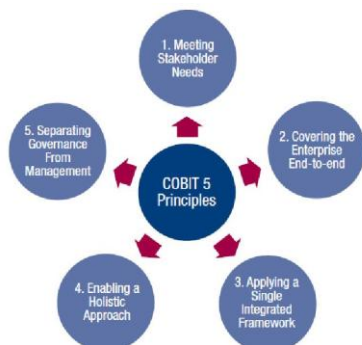 1. Meeting
Stakeholder
Needs
5. Separating
Governance
From
Management
2. Covering the
Enterprise
End-to-end
COBIT 5
Principles
4. Enabling a
Holistic
Approach
3. Applying a
Single
Integrated
Framework